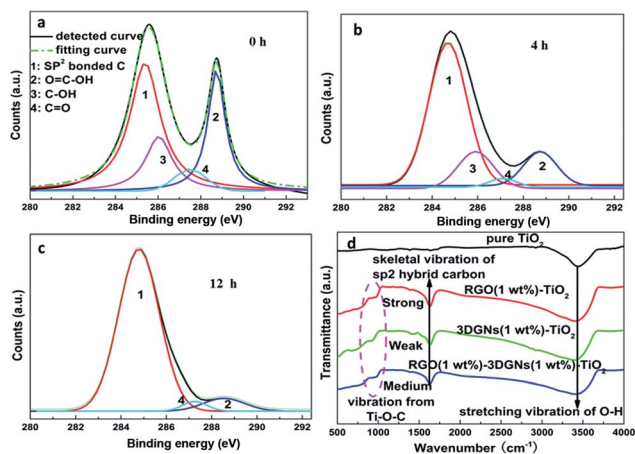 a
0 h
detected curve
fitting curve
1: SP² bonded C
2: O=C-OH
3: C-OH
4: C=O
1
2
3
4
Counts (a.u.)
280 282 284 286 288 290 292
Binding energy (eV)
b
4 h
1
2
3
4
Counts (a.u.)
280 282 284 286 288 290 292
Binding energy (eV)
c
12 h
1
4
2
Counts (a.u.)
280 282 284 286 288 290 292
Binding energy (eV)
d
pure TiO₂
skeletal vibration of
sp2 hybrid carbon
RGO(1 wt%)-TiO₂
Strong
3DGNs(1 wt%)-TiO₂
Weak
RGO(1 wt%)-3DGNs(1 wt%)-TiO₂
Medium
vibration from
Ti-O-C
stretching vibration of O-H
Transmittance (a.u.)
500 1000 1500 2000 2500 3000 3500 4000
Wavenumber (cm⁻¹)